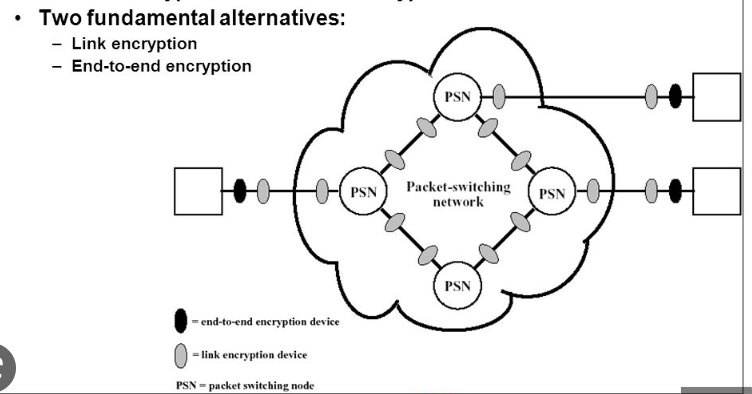 • Two fundamental alternatives:
– Link encryption
– End-to-end encryption
PSN
PSN
Packet-switching
network
PSN
PSN
= end-to-end encryption device
= link encryption device
PSN = packet switching node